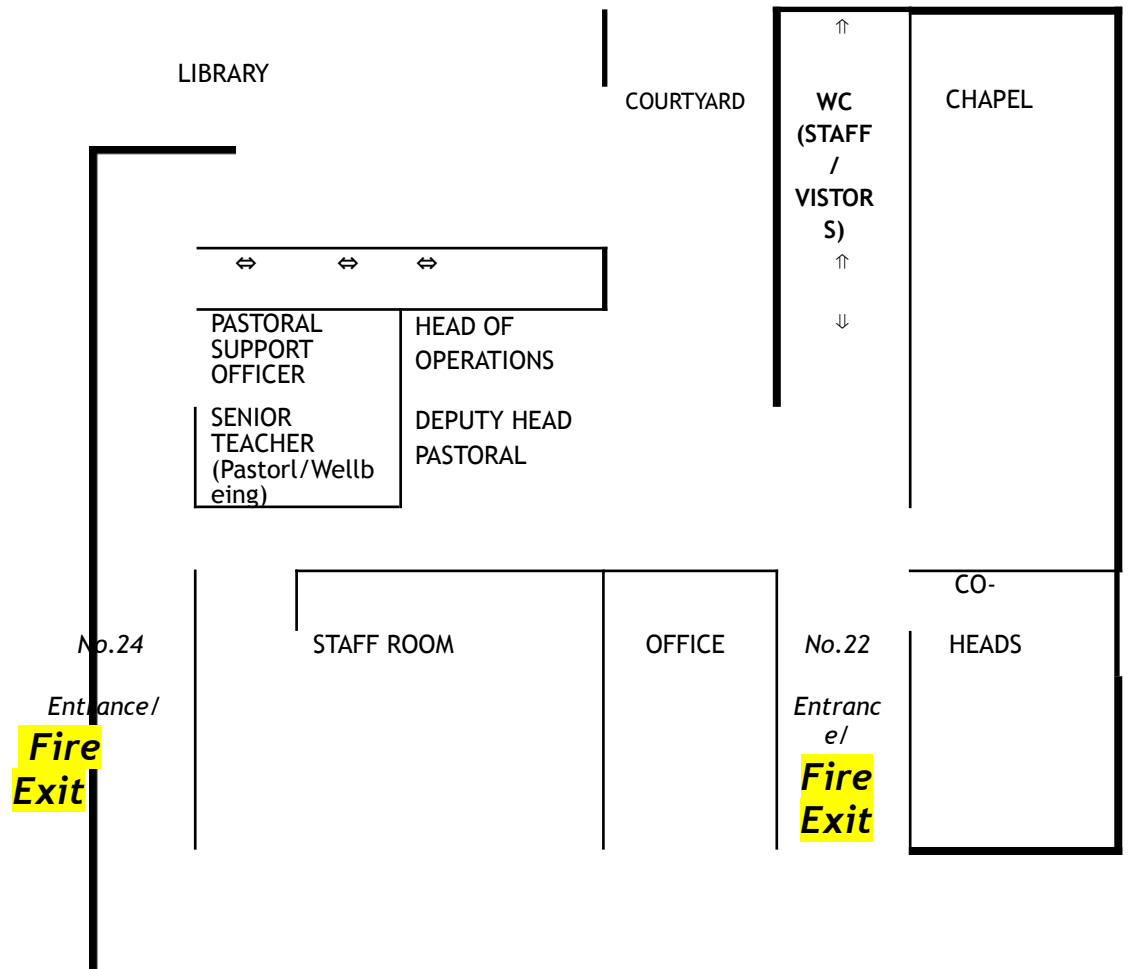 ⇑
LIBRARY
COURTYARD
WC
(STAFF
/
VISTOR
S)
CHAPEL
⇔ ⇔ ⇔
⇑
⇓
PASTORAL
SUPPORT
OFFICER
HEAD OF
OPERATIONS
SENIOR
TEACHER
(Pastorl/Wellb
eing)
DEPUTY HEAD
PASTORAL
No.24
Entrance/
Fire
Exit
STAFF ROOM
OFFICE
No.22
Entranc
e/
Fire
Exit
CO-
HEADS